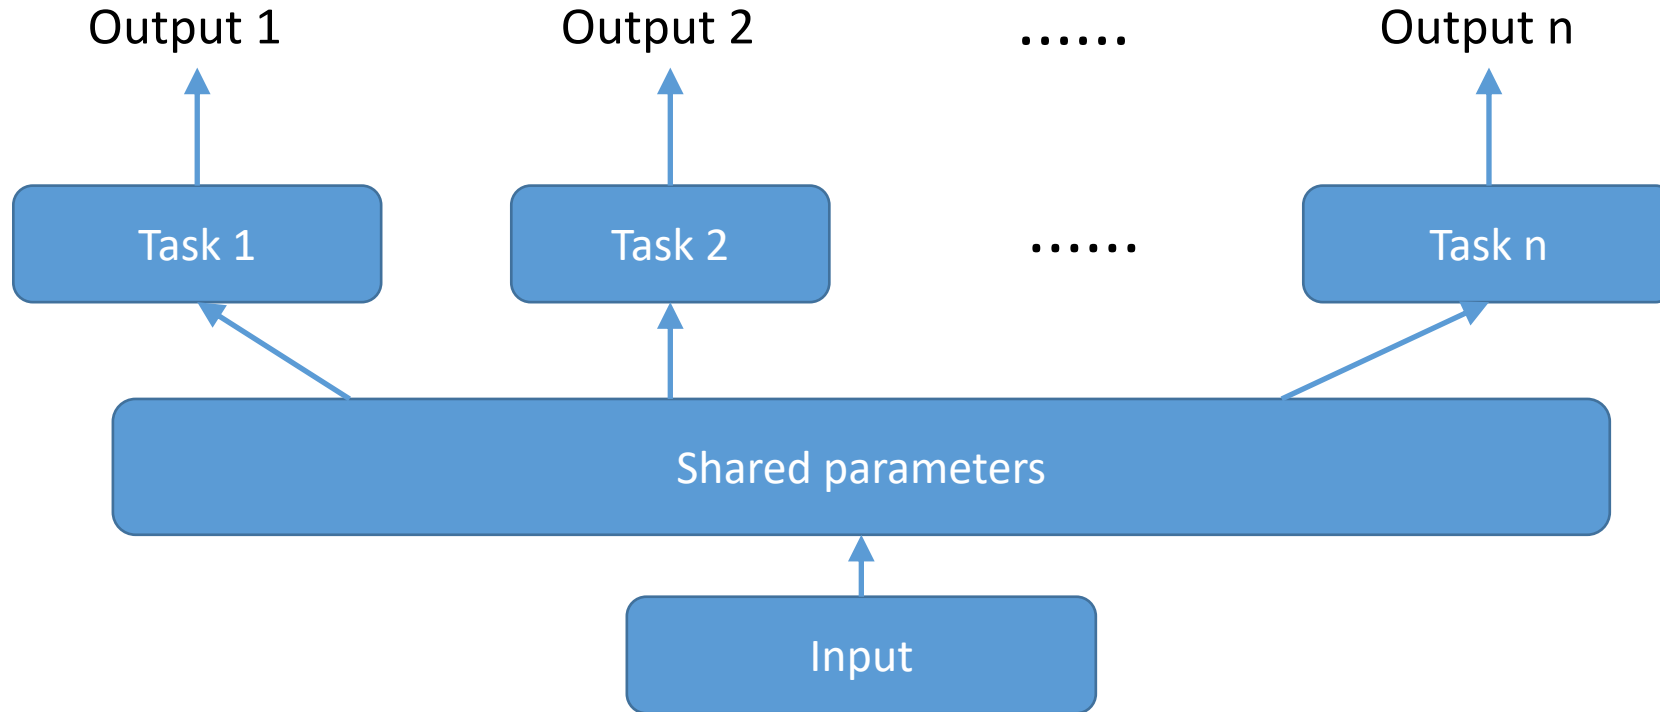 Output 1
Output 2
......
Output n
Task 1
Task 2
......
Task n
Shared parameters
Input